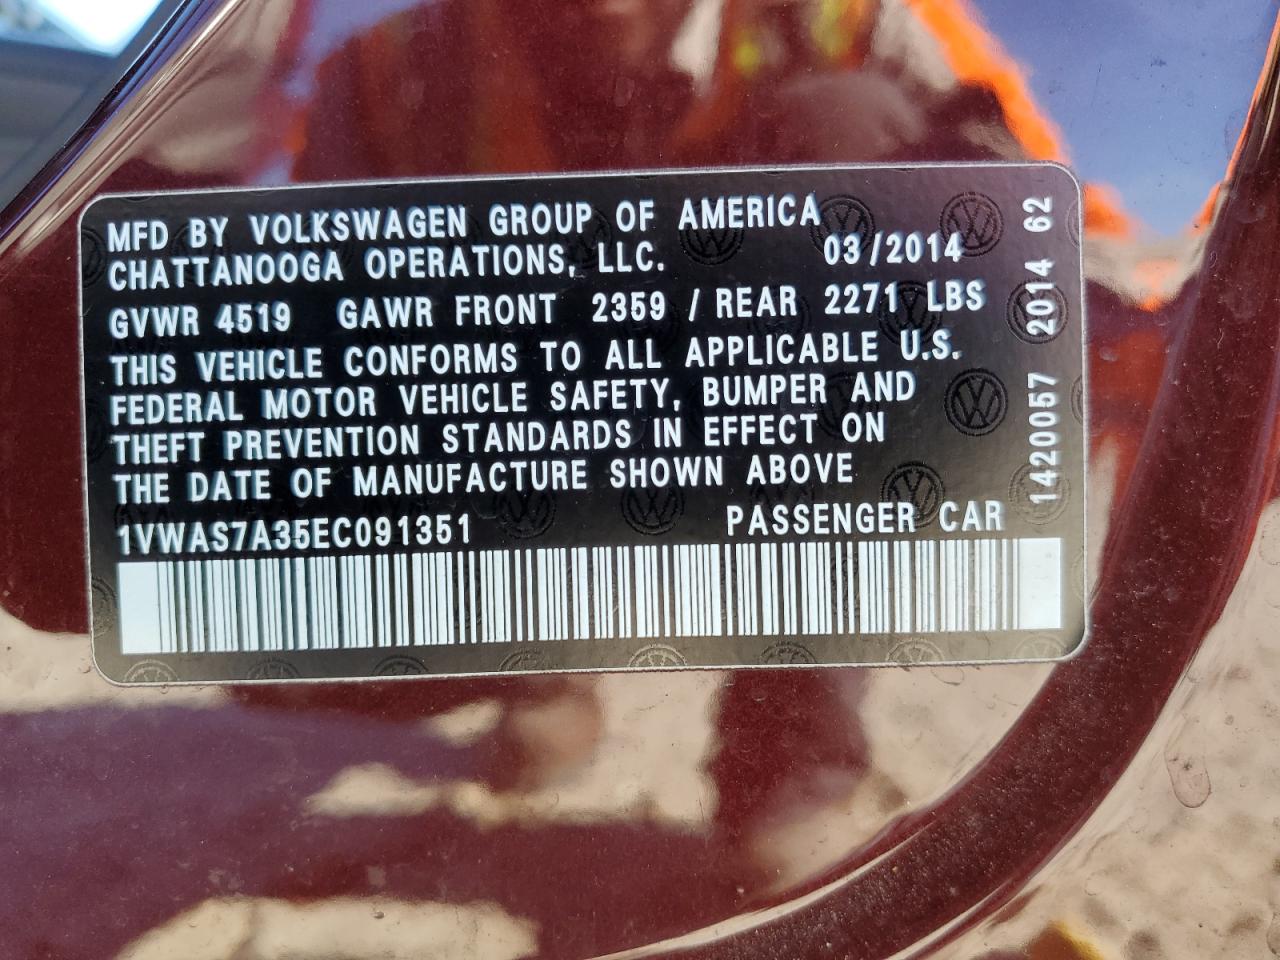 MFD BY VOLKSWAGEN GROUP OF AMERICA
CHATTANOOGA OPERATIONS, LLC. 03/2014
GVWR 4519 GAWR FRONT 2359 / REAR 2271 LBS
THIS VEHICLE CONFORMS TO ALL APPLICABLE U.S.
FEDERAL MOTOR VEHICLE SAFETY, BUMPER AND
THEFT PREVENTION STANDARDS IN EFFECT ON
THE DATE OF MANUFACTURE SHOWN ABOVE
1VWAS7A35EC091351 PASSENGER CAR
1420057 2014 62